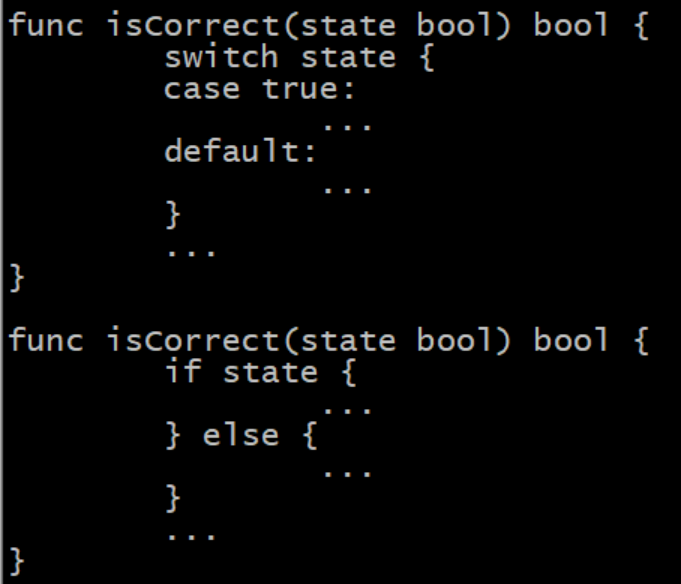 func isCorrect(state bool) bool {
switch state {
case true:
...
default:
...
}
...
}
func isCorrect(state bool) bool {
if state {
...
} else {
...
}
...
}